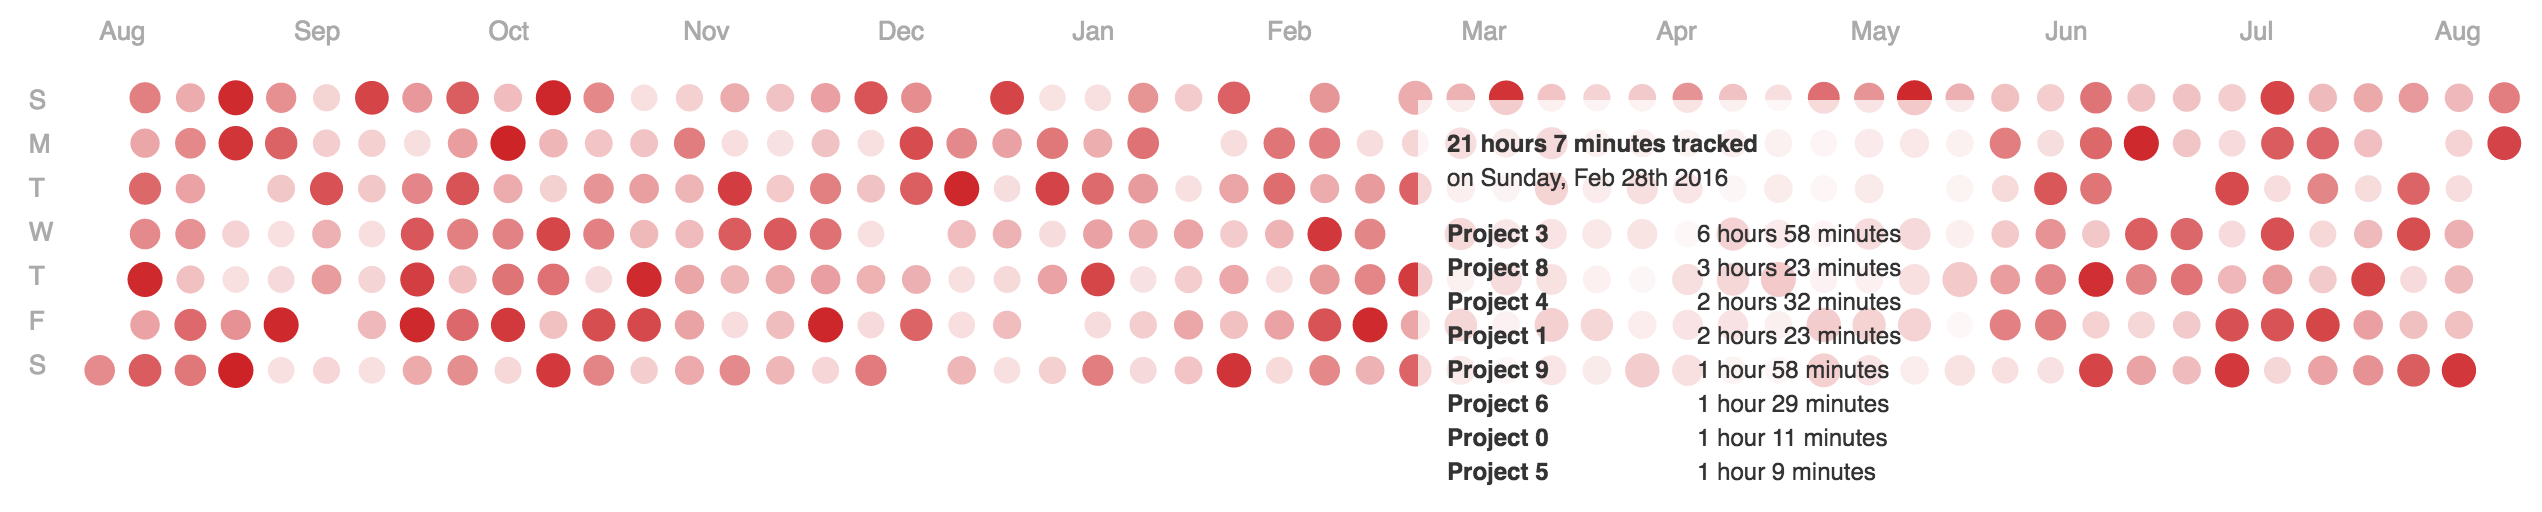 Aug Sep Oct Nov Dec Jan Feb Mar Apr May Jun Jul Aug
S
M
T
W
T
F
S
21 hours 7 minutes tracked
on Sunday, Feb 28th 2016
Project 3 6 hours 58 minutes
Project 8 3 hours 23 minutes
Project 4 2 hours 32 minutes
Project 1 2 hours 23 minutes
Project 9 1 hour 58 minutes
Project 6 1 hour 29 minutes
Project 0 1 hour 11 minutes
Project 5 1 hour 9 minutes